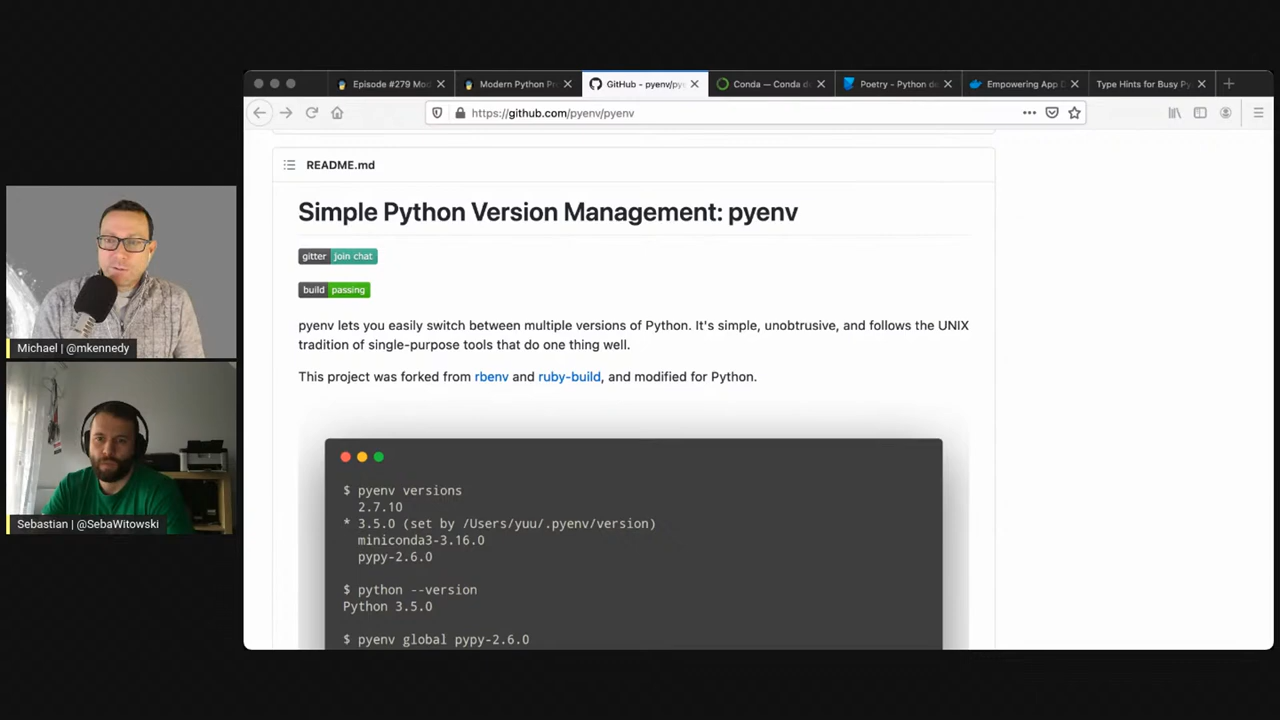 Episode #279 Mod
Modern Python Pr
GitHub - pyenv/py
Conda — Conda d
Poetry - Python d
Empowering App D
Type Hints for Busy Py
https://github.com/pyenv/pyenv
README.md
Simple Python Version Management: pyenv
gitter join chat
build passing
pyenv lets you easily switch between multiple versions of Python. It's simple, unobtrusive, and follows the UNIX
tradition of single-purpose tools that do one thing well.
This project was forked from rbenv and ruby-build, and modified for Python.
$ pyenv versions
2.7.10
* 3.5.0 (set by /Users/yuu/.pyenv/version)
miniconda3-3.16.0
pypy-2.6.0
$ python --version
Python 3.5.0
$ pyenv global pypy-2.6.0
Michael | @mkennedy
Sebastian | @SebaWitowski